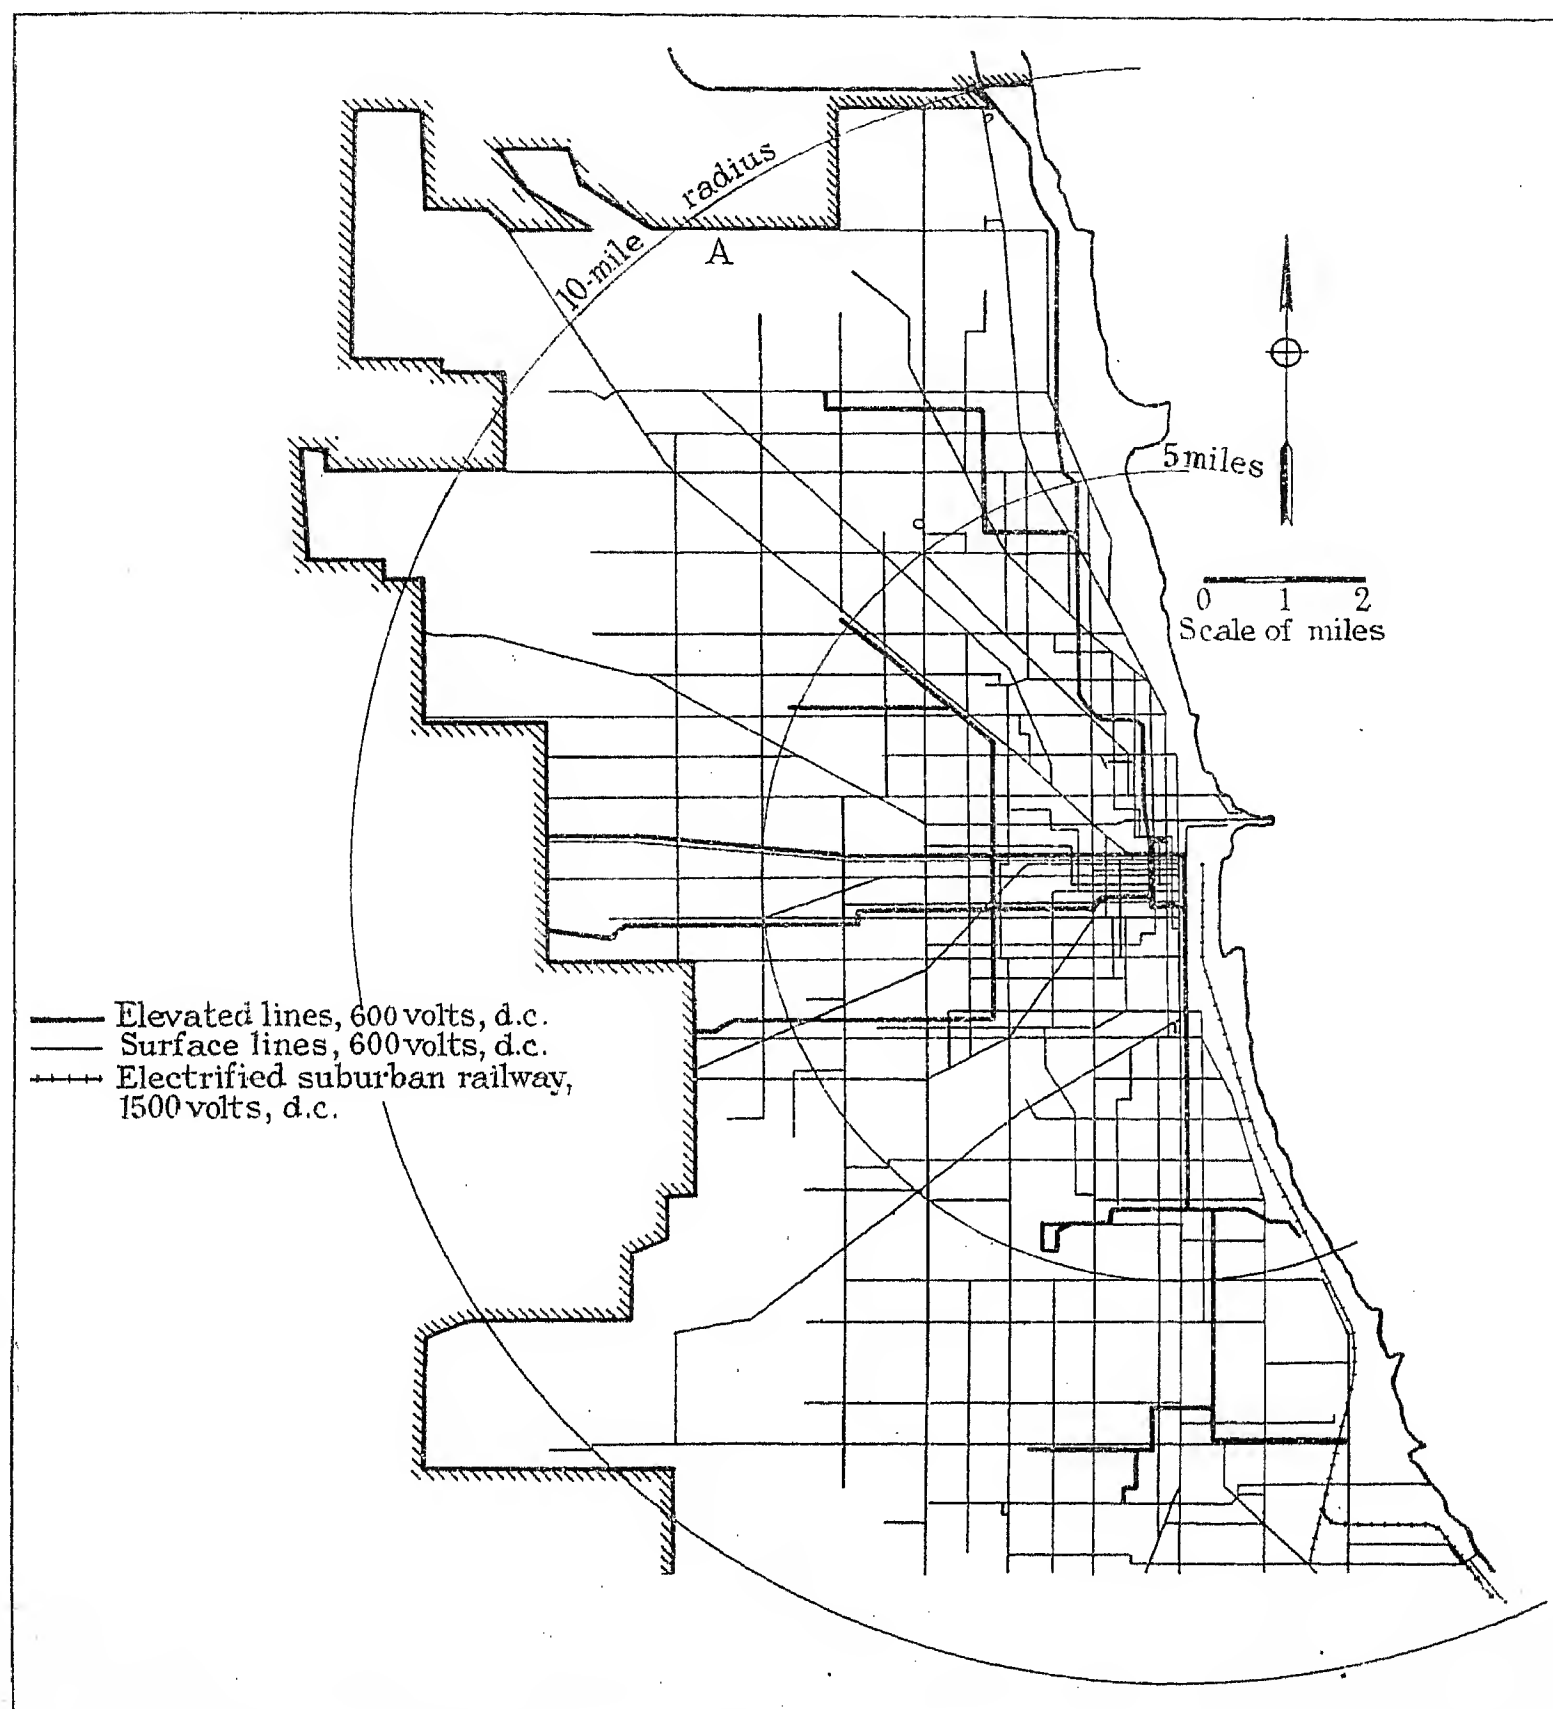 10-mile radius
A
5 miles
0 1 2
Scale of miles
Elevated lines, 600 volts, d.c.
Surface lines, 600 volts, d.c.
Electrified suburban railway,
1500 volts, d.c.